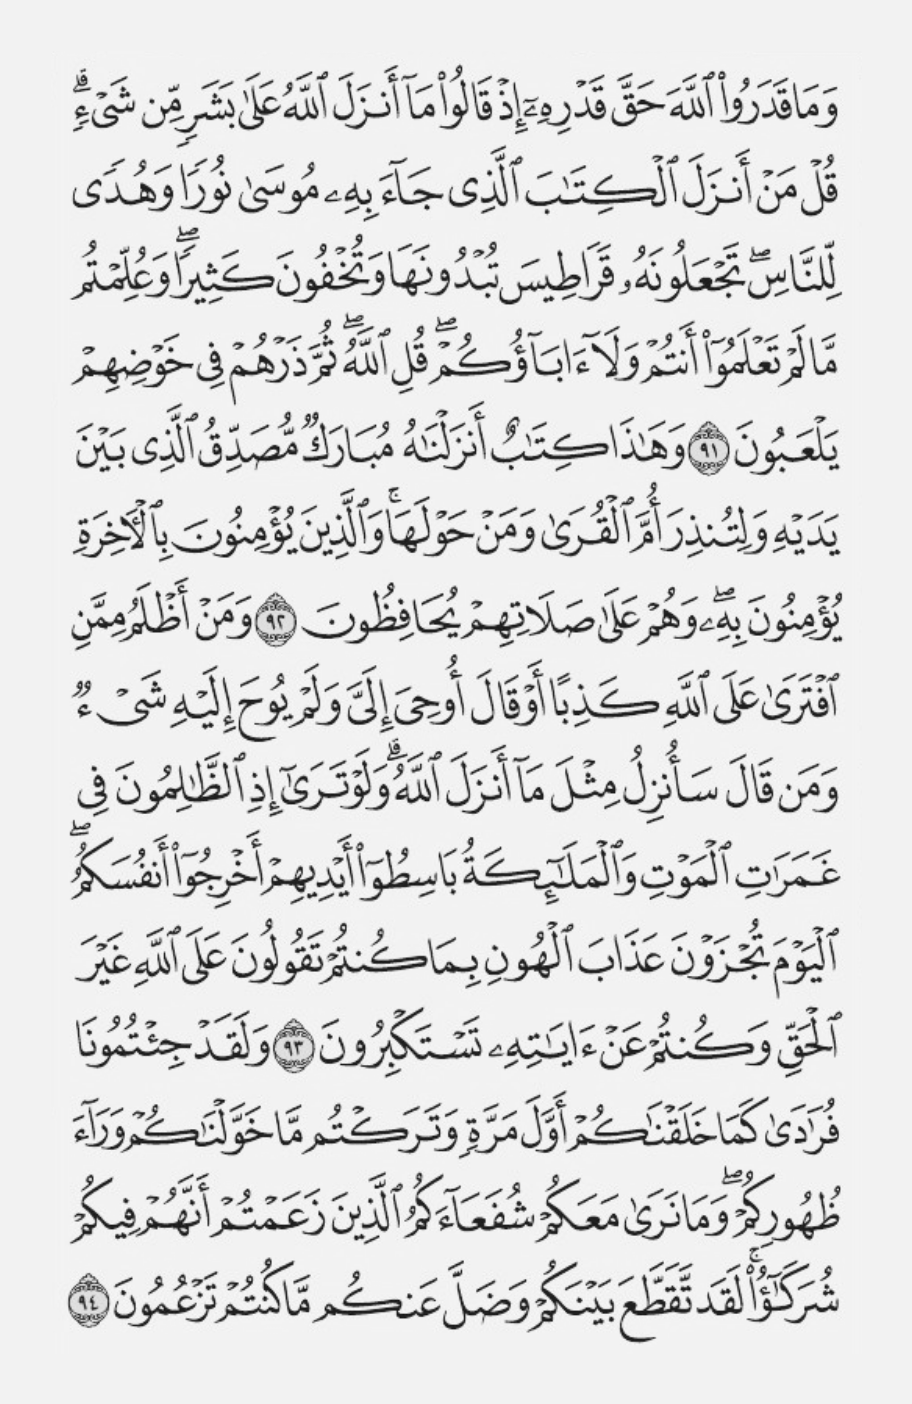 وَمَا قَدَرُوا۟ ٱللَّهَ حَقَّ قَدْرِهِۦٓ إِذْ قَالُوا۟ مَآ أَنزَلَ ٱللَّهُ عَلَىٰ بَشَرٍ مِّن شَىْءٍ ۗ
قُلْ مَنْ أَنزَلَ ٱلْكِتَـٰبَ ٱلَّذِى جَآءَ بِهِۦ مُوسَىٰ نُورًا وَهُدًى
لِّلنَّاسِ ۖ تَجْعَلُونَهُۥ قَرَاطِيسَ تُبْدُونَهَا وَتُخْفُونَ كَثِيرًا ۖ وَعُلِّمْتُم
مَّا لَمْ تَعْلَمُوٓا۟ أَنتُمْ وَلَآ ءَابَآؤُكُمْ ۖ قُلِ ٱللَّهُ ۖ ثُمَّ ذَرْهُمْ فِى خَوْضِهِمْ
يَلْعَبُونَ ٩١ وَهَـٰذَا كِتَـٰبٌ أَنزَلْنَـٰهُ مُبَارَكٌ مُّصَدِّقُ ٱلَّذِى بَيْنَ
يَدَيْهِ وَلِتُنذِرَ أُمَّ ٱلْقُرَىٰ وَمَنْ حَوْلَهَا ۚ وَٱلَّذِينَ يُؤْمِنُونَ بِٱلْـَٔاخِرَةِ
يُؤْمِنُونَ بِهِۦ ۖ وَهُمْ عَلَىٰ صَلَاتِهِمْ يُحَافِظُونَ ٩٢ وَمَنْ أَظْلَمُ مِمَّنِ
ٱفْتَرَىٰ عَلَى ٱللَّهِ كَذِبًا أَوْ قَالَ أُوحِىَ إِلَىَّ وَلَمْ يُوحَ إِلَيْهِ شَىْءٌ
وَمَن قَالَ سَأُنزِلُ مِثْلَ مَآ أَنزَلَ ٱللَّهُ ۗ وَلَوْ تَرَىٰٓ إِذِ ٱلظَّـٰلِمُونَ فِى
غَمَرَٰتِ ٱلْمَوْتِ وَٱلْمَلَـٰٓئِكَةُ بَاسِطُوٓا۟ أَيْدِيهِمْ أَخْرِجُوٓا۟ أَنفُسَكُمُ ۖ
ٱلْيَوْمَ تُجْزَوْنَ عَذَابَ ٱلْهُونِ بِمَا كُنتُمْ تَقُولُونَ عَلَى ٱللَّهِ غَيْرَ
ٱلْحَقِّ وَكُنتُمْ عَنْ ءَايَـٰتِهِۦ تَسْتَكْبِرُونَ ٩٣ وَلَقَدْ جِئْتُمُونَا
فُرَٰدَىٰ كَمَا خَلَقْنَـٰكُمْ أَوَّلَ مَرَّةٍ وَتَرَكْتُم مَّا خَوَّلْنَـٰكُمْ وَرَآءَ
ظُهُورِكُمْ ۖ وَمَا نَرَىٰ مَعَكُمْ شُفَعَآءَكُمُ ٱلَّذِينَ زَعَمْتُمْ أَنَّهُمْ فِيكُمْ
شُرَكَـٰٓؤُا۟ ۚ لَقَد تَّقَطَّعَ بَيْنَكُمْ وَضَلَّ عَنكُم مَّا كُنتُمْ تَزْعُمُونَ ٩٤